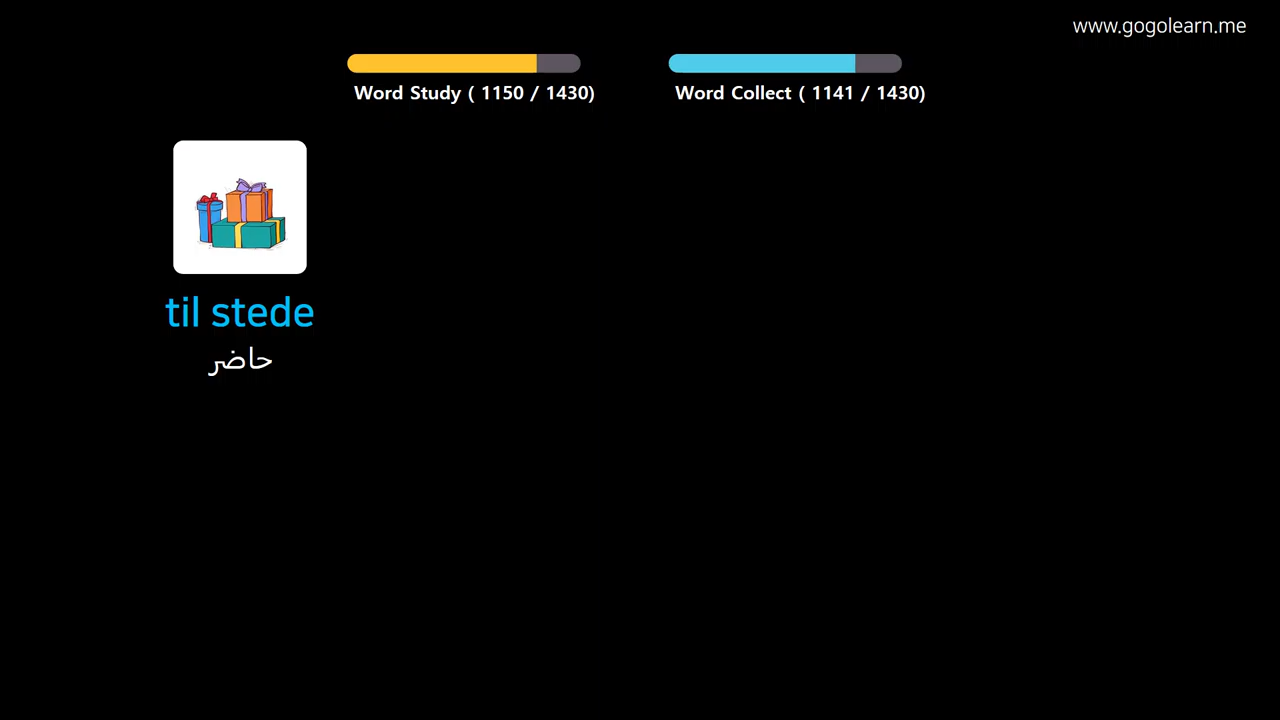 www.gogolearn.me
Word Study ( 1150 / 1430)
Word Collect ( 1141 / 1430)
til stede
حاضر